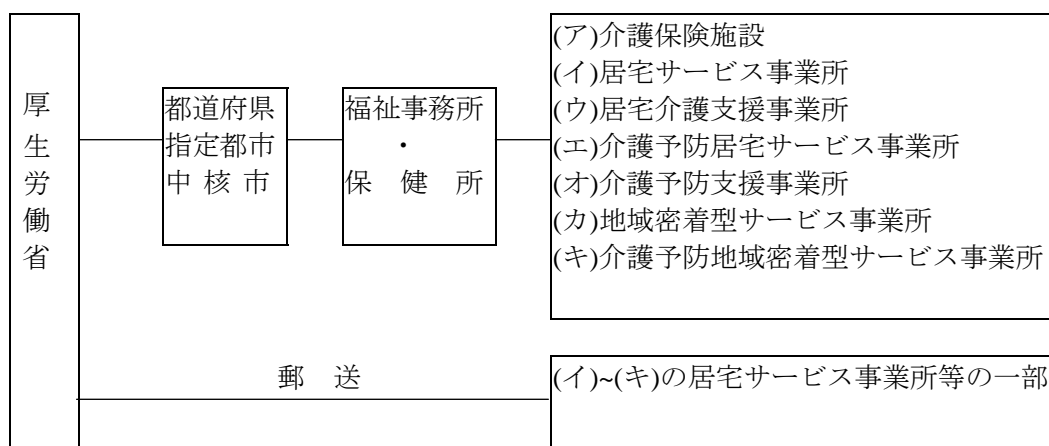 厚生労働省
都道府県
指定都市
中核市
福祉事務所
・
保健所
(ア)介護保険施設
(イ)居宅サービス事業所
(ウ)居宅介護支援事業所
(エ)介護予防居宅サービス事業所
(オ)介護予防支援事業所
(カ)地域密着型サービス事業所
(キ)介護予防地域密着型サービス事業所
郵送
(イ)~(キ)の居宅サービス事業所等の一部